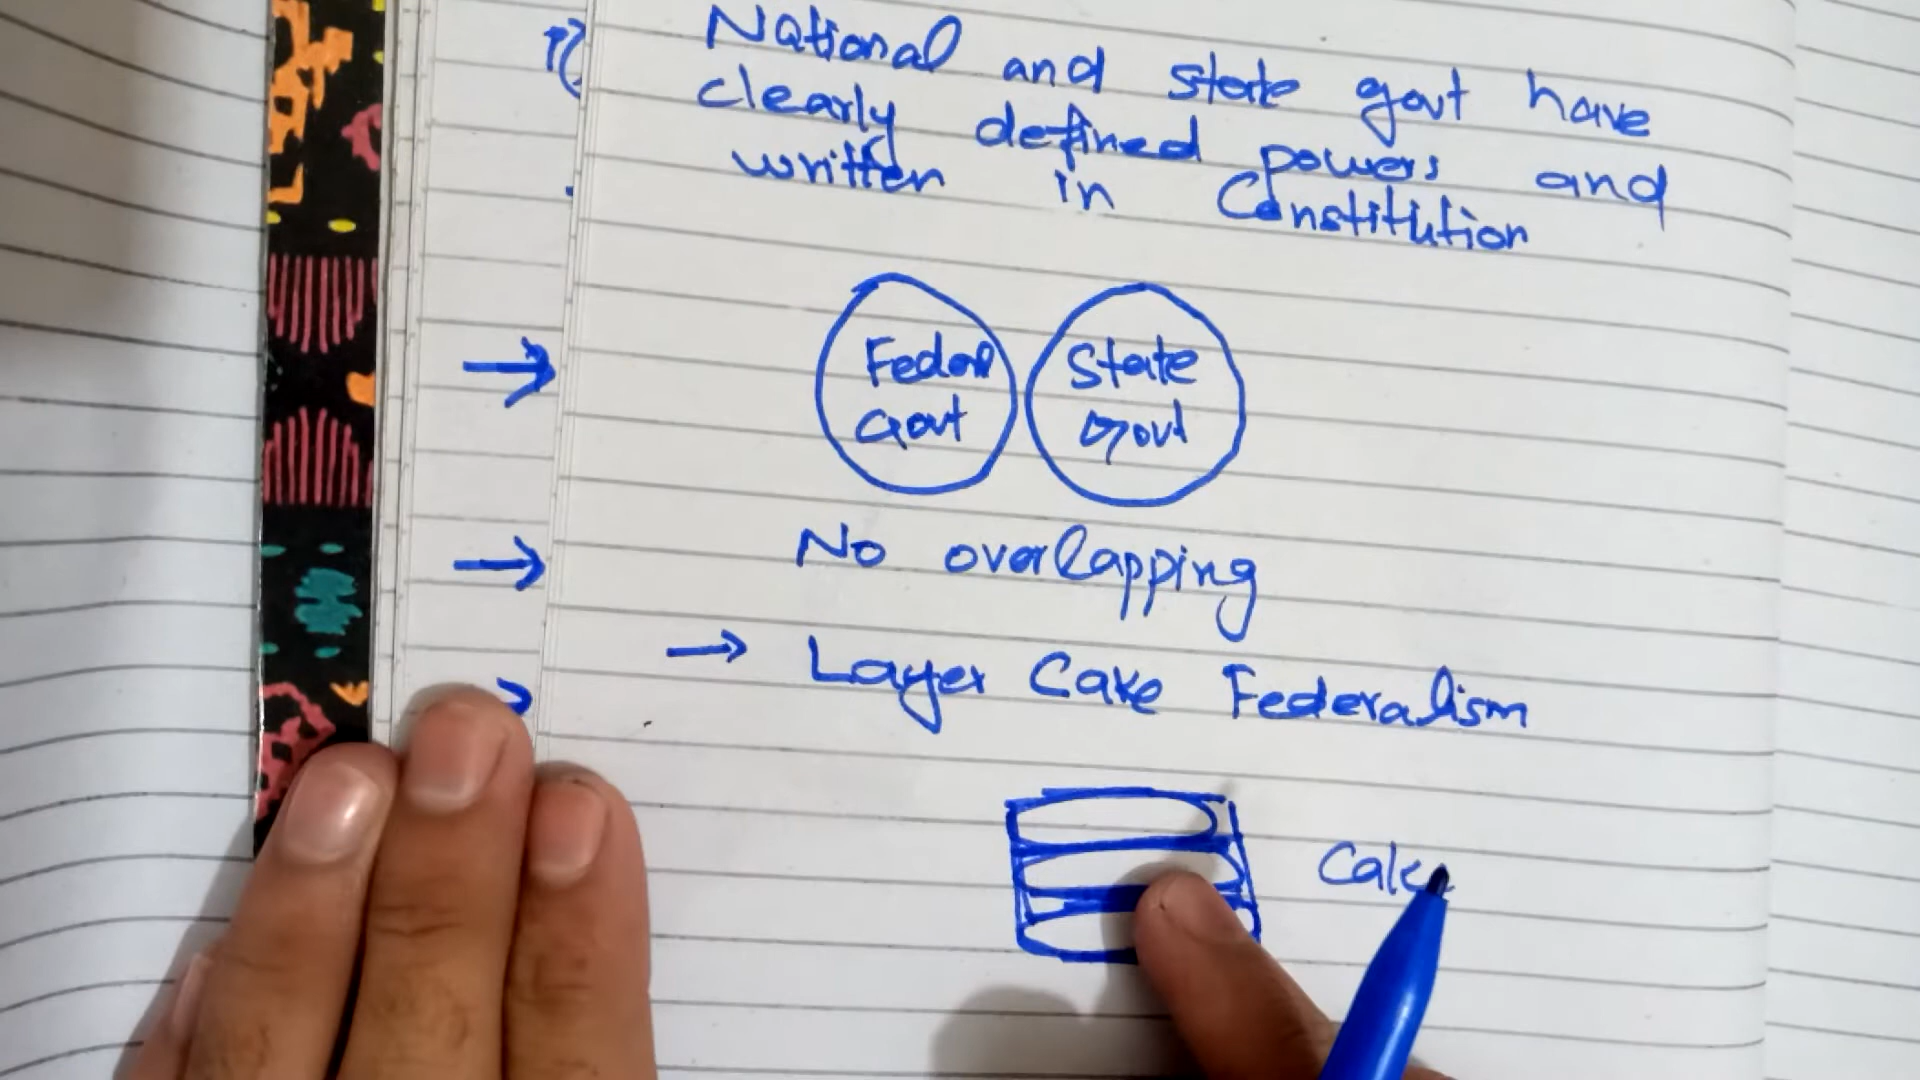 National and state govt have
clearly defined powers and
written in Constitution
Federal
Govt
State
Govt
No overlapping
→ Layer Cake Federalism
Cake